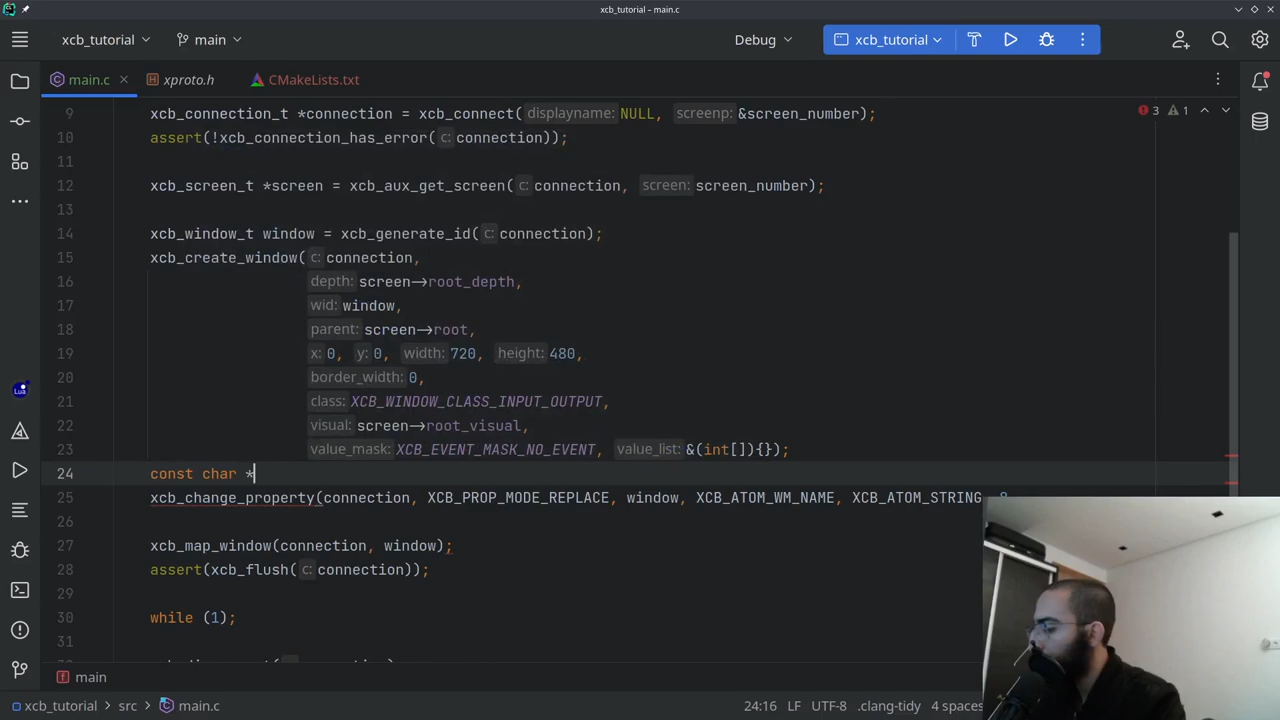 xcb_tutorial – main.c
xcb_tutorial main Debug xcb_tutorial
main.c xproto.h CMakeLists.txt
9 xcb_connection_t *connection = xcb_connect( displayname: NULL, screenp: &screen_number); 3 1
10 assert(!xcb_connection_has_error( c: connection));
11
12 xcb_screen_t *screen = xcb_aux_get_screen( c: connection, screen: screen_number);
13
14 xcb_window_t window = xcb_generate_id( c: connection);
15 xcb_create_window( c: connection,
16 depth: screen->root_depth,
17 wid: window,
18 parent: screen->root,
19 x: 0, y: 0, width: 720, height: 480,
20 border_width: 0,
21 class: XCB_WINDOW_CLASS_INPUT_OUTPUT,
22 visual: screen->root_visual,
23 value_mask: XCB_EVENT_MASK_NO_EVENT, value_list: &(int[]){});
24 const char *
25 xcb_change_property(connection, XCB_PROP_MODE_REPLACE, window, XCB_ATOM_WM_NAME, XCB_ATOM_STRING
26
27 xcb_map_window(connection, window);
28 assert(xcb_flush( c: connection));
29
30 while (1);
31
main
xcb_tutorial src main.c 24:16 LF UTF-8 .clang-tidy 4 spaces
Lua